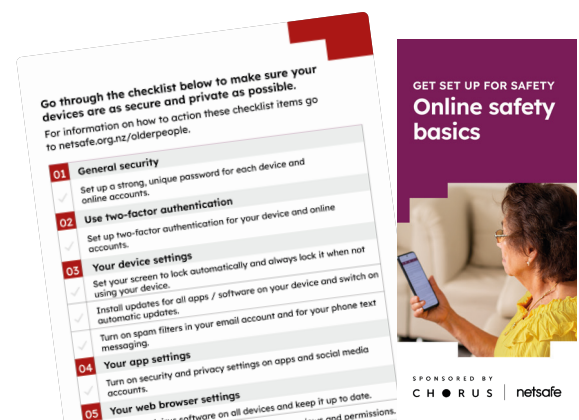 Go through the checklist below to make sure your
devices are as secure and private as possible.
For information on how to action these checklist items go
to netsafe.org.nz/olderpeople.
01 General security
Set up a strong, unique password for each device and
online accounts.
02 Use two-factor authentication
Set up two-factor authentication for your device and online
accounts.
03 Your device settings
Set your screen to lock automatically and always lock it when not
using your device.
Install updates for all apps / software on your device and switch on
automatic updates.
Turn on spam filters in your email account and for your phone text
messaging.
04 Your app settings
Turn on security and privacy settings on apps and social media
accounts.
05 Your web browser settings
software on all devices and keep it up to date.
and permissions.
GET SET UP FOR SAFETY
Online safety
basics
SPONSORED BY
CHORUS | netsafe